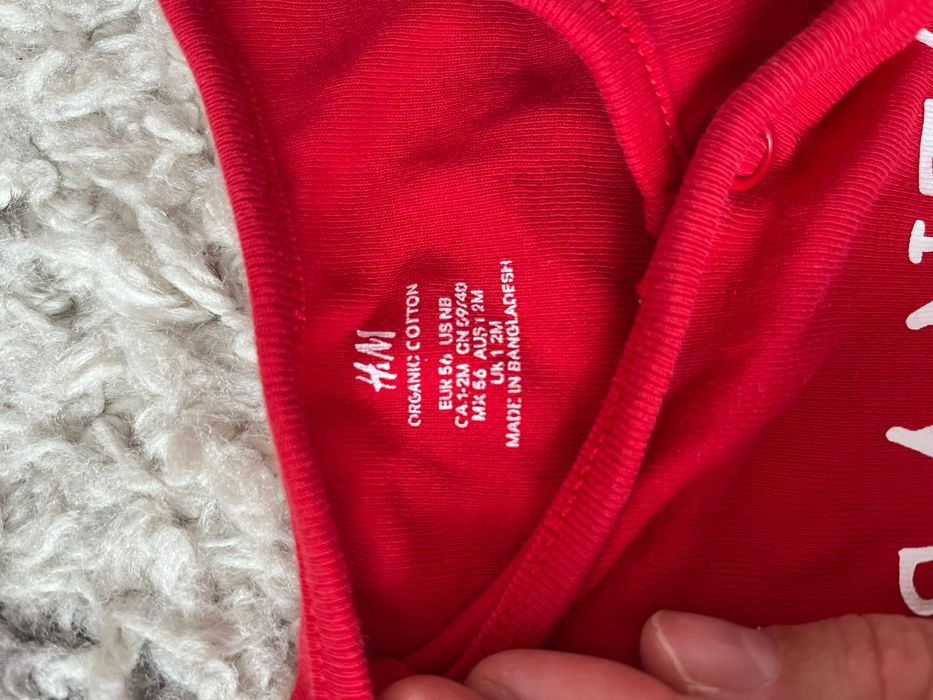 H&M
ORGANIC COTTON
EUR 56 US NB
CA 1-2M CN 59/40
MX 56 AUS 1 2M
UK 1 2M
MADE IN BANGLADESH